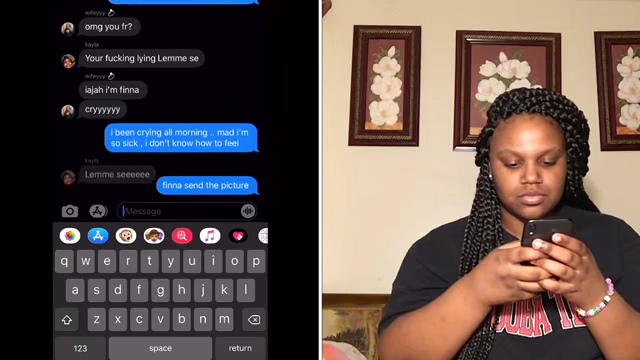 wifeyyy 💍
omg you fr?
kayla .
Your fucking lying Lemme se
wifeyyy 💍
iajah i'm finna
cryyyyyy
i been crying all morning .. mad i'm
so sick , i don't know how to feel
kayla .
Lemme seeeeee
finna send the picture
Message
q w e r t y u i o p
a s d f g h j k l
z x c v b n m
123 space return